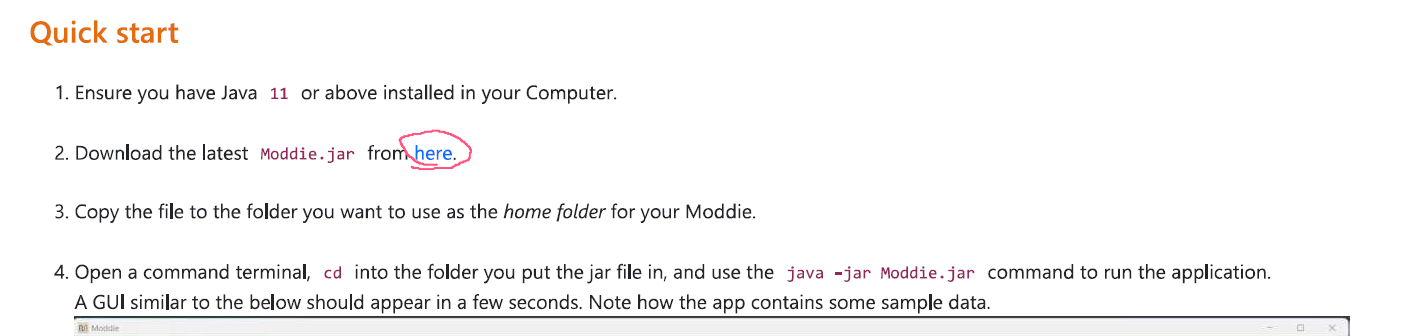 Quick start
1. Ensure you have Java 11 or above installed in your Computer.
2. Download the latest Moddie.jar from here.
3. Copy the file to the folder you want to use as the home folder for your Moddie.
4. Open a command terminal, cd into the folder you put the jar file in, and use the java -jar Moddie.jar command to run the application.
A GUI similar to the below should appear in a few seconds. Note how the app contains some sample data.
Moddie